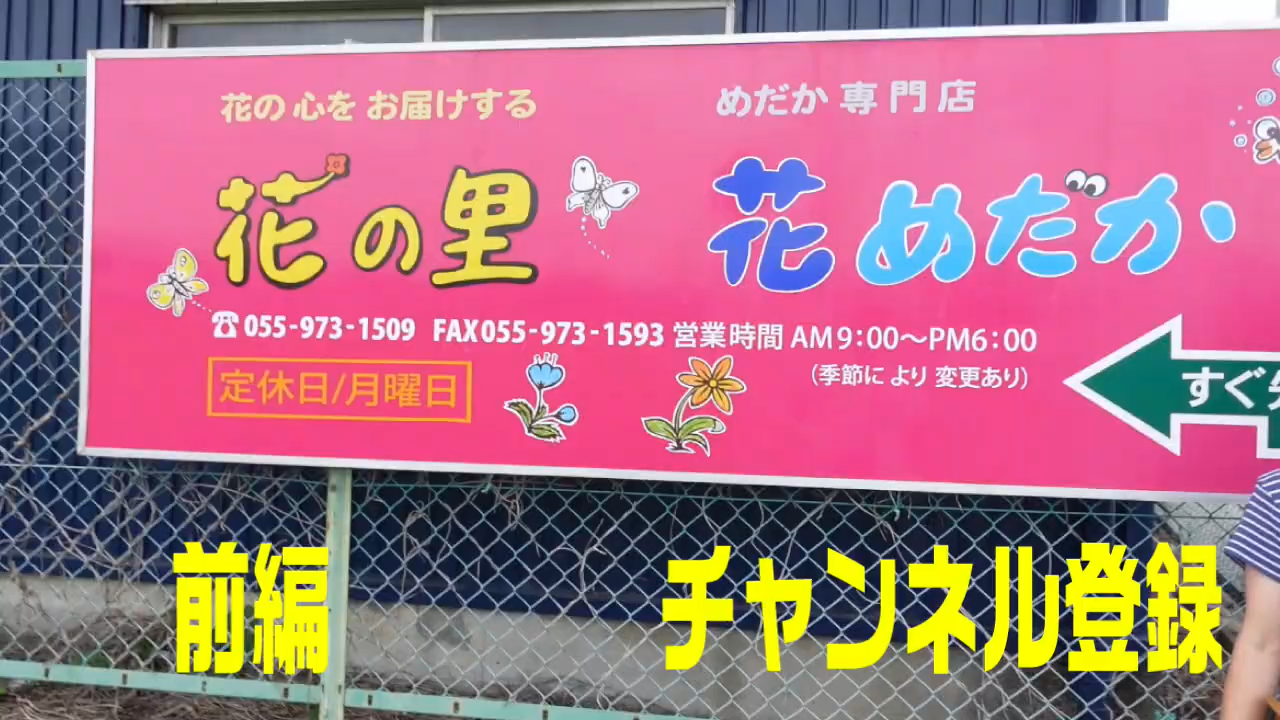 花の心を お届けする
めだか 専門店
花の里
花めだか
☎055-973-1509 FAX055-973-1593 営業時間 AM9:00〜PM6:00
(季節により変更あり)
定休日/月曜日
すぐ
前編
チャンネル登録